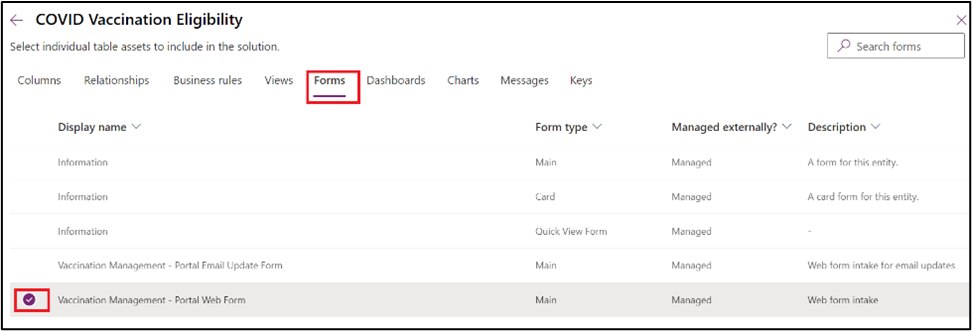 COVID Vaccination Eligibility
Select individual table assets to include in the solution.
Search forms
Columns Relationships Business rules Views Forms Dashboards Charts Messages Keys
Display name Form type Managed externally? Description
Information Main Managed A form for this entity.
Information Card Managed A card form for this entity.
Information Quick View Form Managed -
Vaccination Management - Portal Email Update Form Main Managed Web form intake for email updates
Vaccination Management - Portal Web Form Main Managed Web form intake